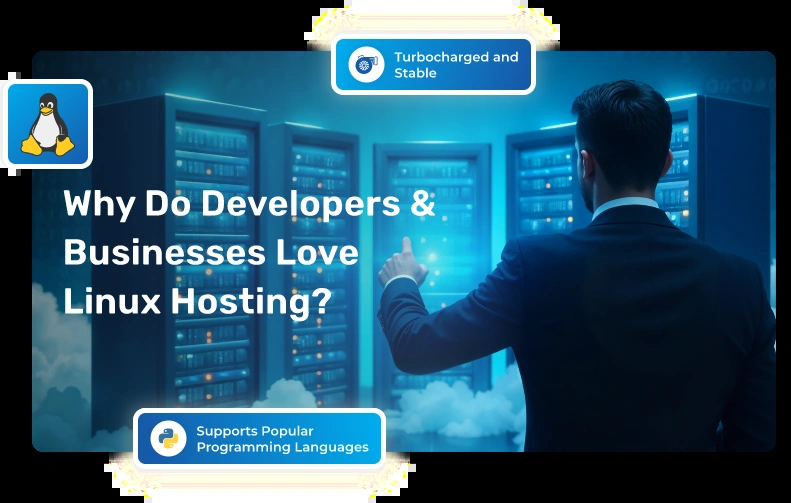 Turbocharged and
Stable
Why Do Developers &
Businesses Love
Linux Hosting?
Supports Popular
Programming Languages